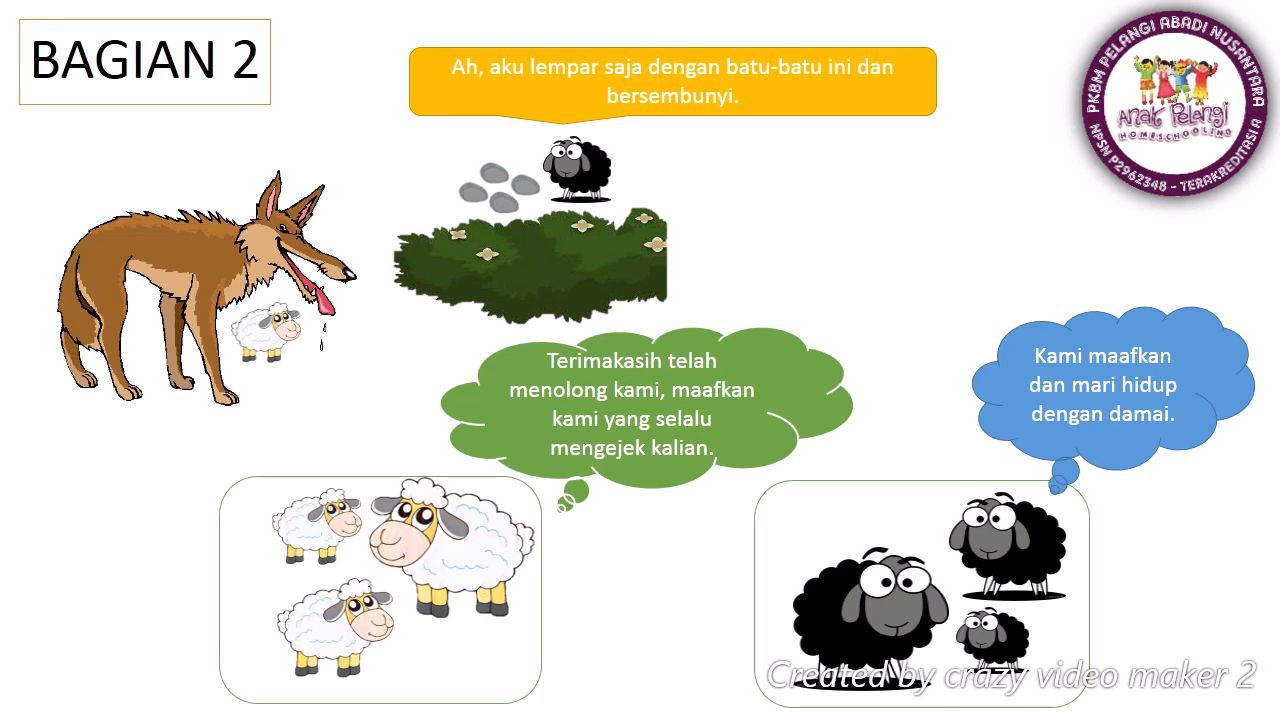 BAGIAN 2
Ah, aku lempar saja dengan batu-batu ini dan
bersembunyi.
PKBM PELANGI ABADI NUSANTARA
Anak Pelangi
HOMESCHOOLING
NPSN P2962348 - TERAKREDITASI A
Terimakasih telah
menolong kami, maafkan
kami yang selalu
mengejek kalian.
Kami maafkan
dan mari hidup
dengan damai.
Created by crazy video maker 2